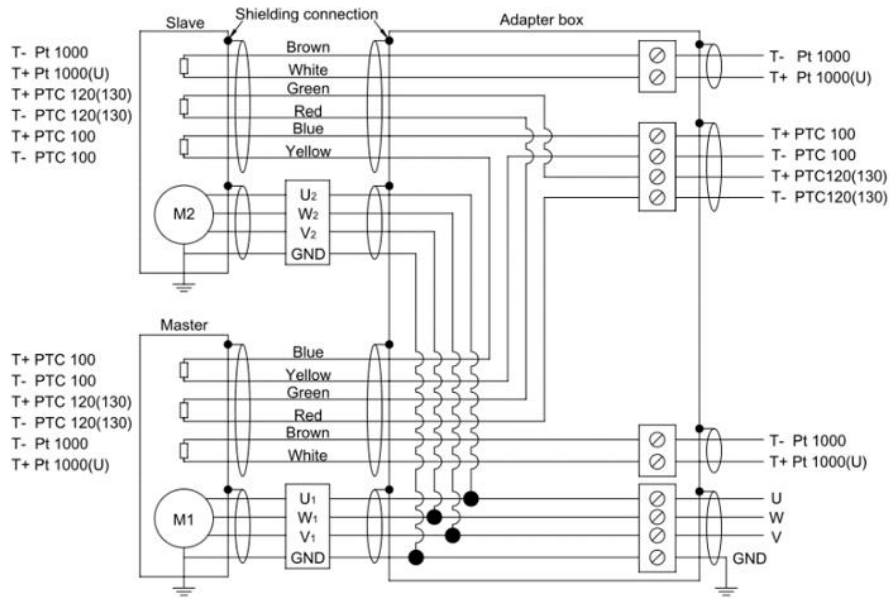 Slave
Shielding connection
Adapter box
T- Pt 1000
T+ Pt 1000(U)
T+ PTC 120(130)
T- PTC 120(130)
T+ PTC 100
T- PTC 100
Brown
White
Green
Red
Blue
Yellow
T- Pt 1000
T+ Pt 1000(U)
T+ PTC 100
T- PTC 100
T+ PTC120(130)
T- PTC120(130)
M2
U2
W2
V2
GND
Master
T+ PTC 100
T- PTC 100
T+ PTC 120(130)
T- PTC 120(130)
T- Pt 1000
T+ Pt 1000(U)
Blue
Yellow
Green
Red
Brown
White
T- Pt 1000
T+ Pt 1000(U)
M1
U1
W1
V1
GND
U
W
V
GND